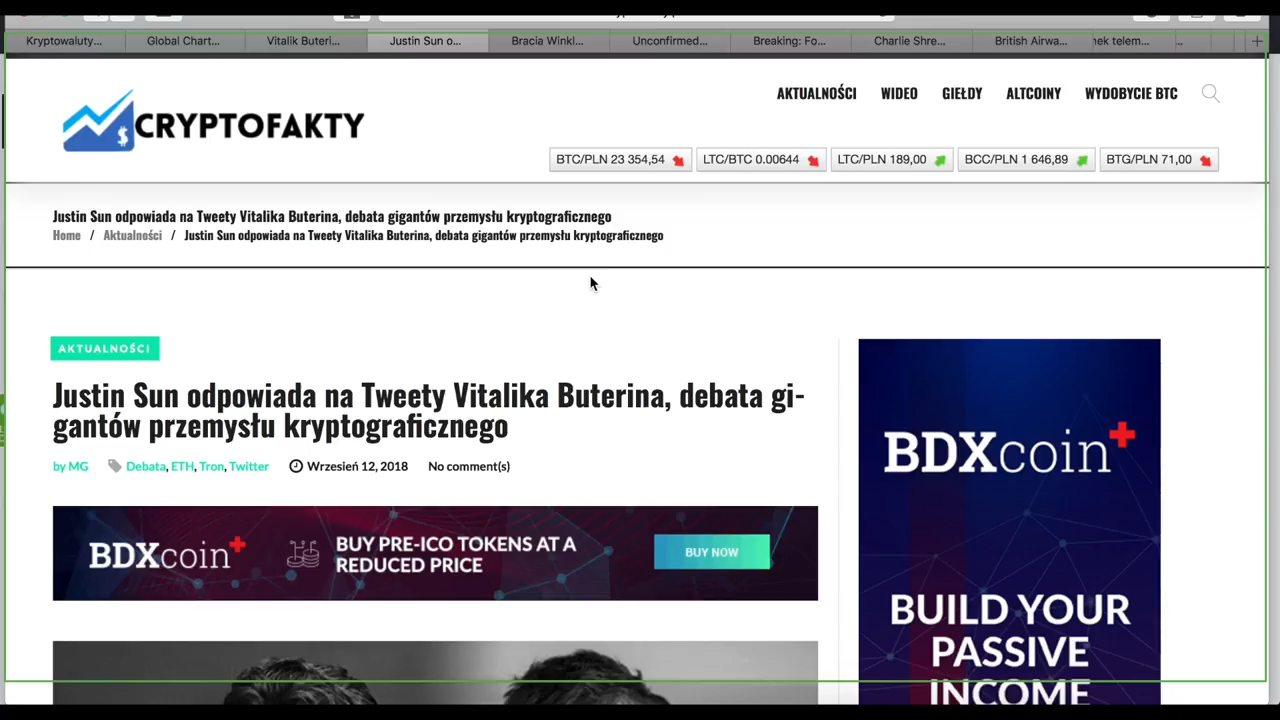 Kryptowaluty...
Global Chart...
Vitalik Buteri...
Justin Sun o...
Bracia Winkl...
Unconfirmed...
Breaking: Fo...
Charlie Shre...
British Airwa...
nek telem...
CRYPTOFAKTY
AKTUALNOŚCI WIDEO GIEŁDY ALTCOINY WYDOBYCIE BTC
BTC/PLN 23 354,54 LTC/BTC 0.00644 LTC/PLN 189,00 BCC/PLN 1 646,89 BTG/PLN 71,00
Justin Sun odpowiada na Tweety Vitalika Buterina, debata gigantów przemysłu kryptograficznego
Home / Aktualności / Justin Sun odpowiada na Tweety Vitalika Buterina, debata gigantów przemysłu kryptograficznego
AKTUALNOŚCI
Justin Sun odpowiada na Tweety Vitalika Buterina, debata gi-
gantów przemysłu kryptograficznego
by MG Debata, ETH, Tron, Twitter Wrzesień 12, 2018 No comment(s)
BDXcoin+
BUY PRE-ICO TOKENS AT A
REDUCED PRICE
BUY NOW
BDXcoin+
BUILD YOUR
PASSIVE
INCOME